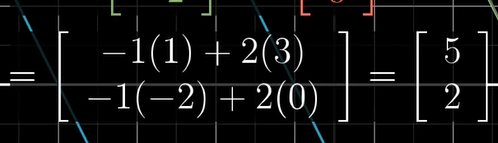 = [ −1(1) + 2(3) ] = [ 5 ]
[ −1(−2) + 2(0) ] [ 2 ]